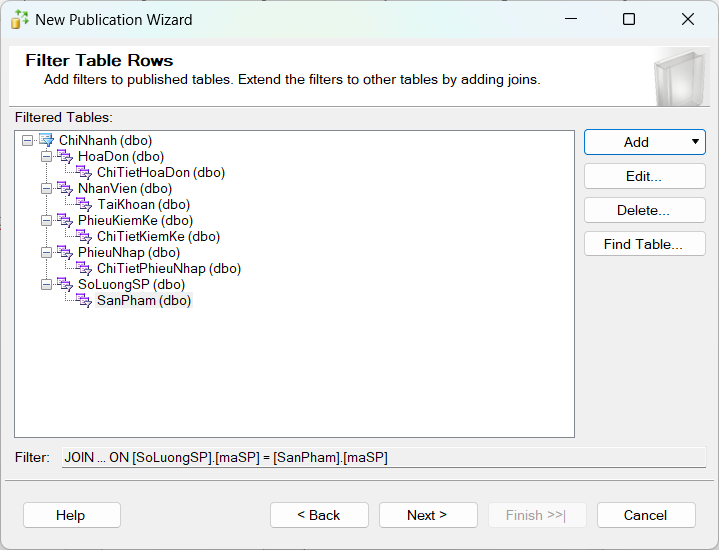 New Publication Wizard
Filter Table Rows
Add filters to published tables. Extend the filters to other tables by adding joins.
Filtered Tables:
ChiNhanh (dbo)
HoaDon (dbo)
ChiTietHoaDon (dbo)
NhanVien (dbo)
TaiKhoan (dbo)
PhieuKiemKe (dbo)
ChiTietKiemKe (dbo)
PhieuNhap (dbo)
ChiTietPhieuNhap (dbo)
SoLuongSP (dbo)
SanPham (dbo)
Add
Edit...
Delete...
Find Table...
Filter: JOIN ... ON [SoLuongSP].[maSP] = [SanPham].[maSP]
Help < Back Next > Finish >>| Cancel